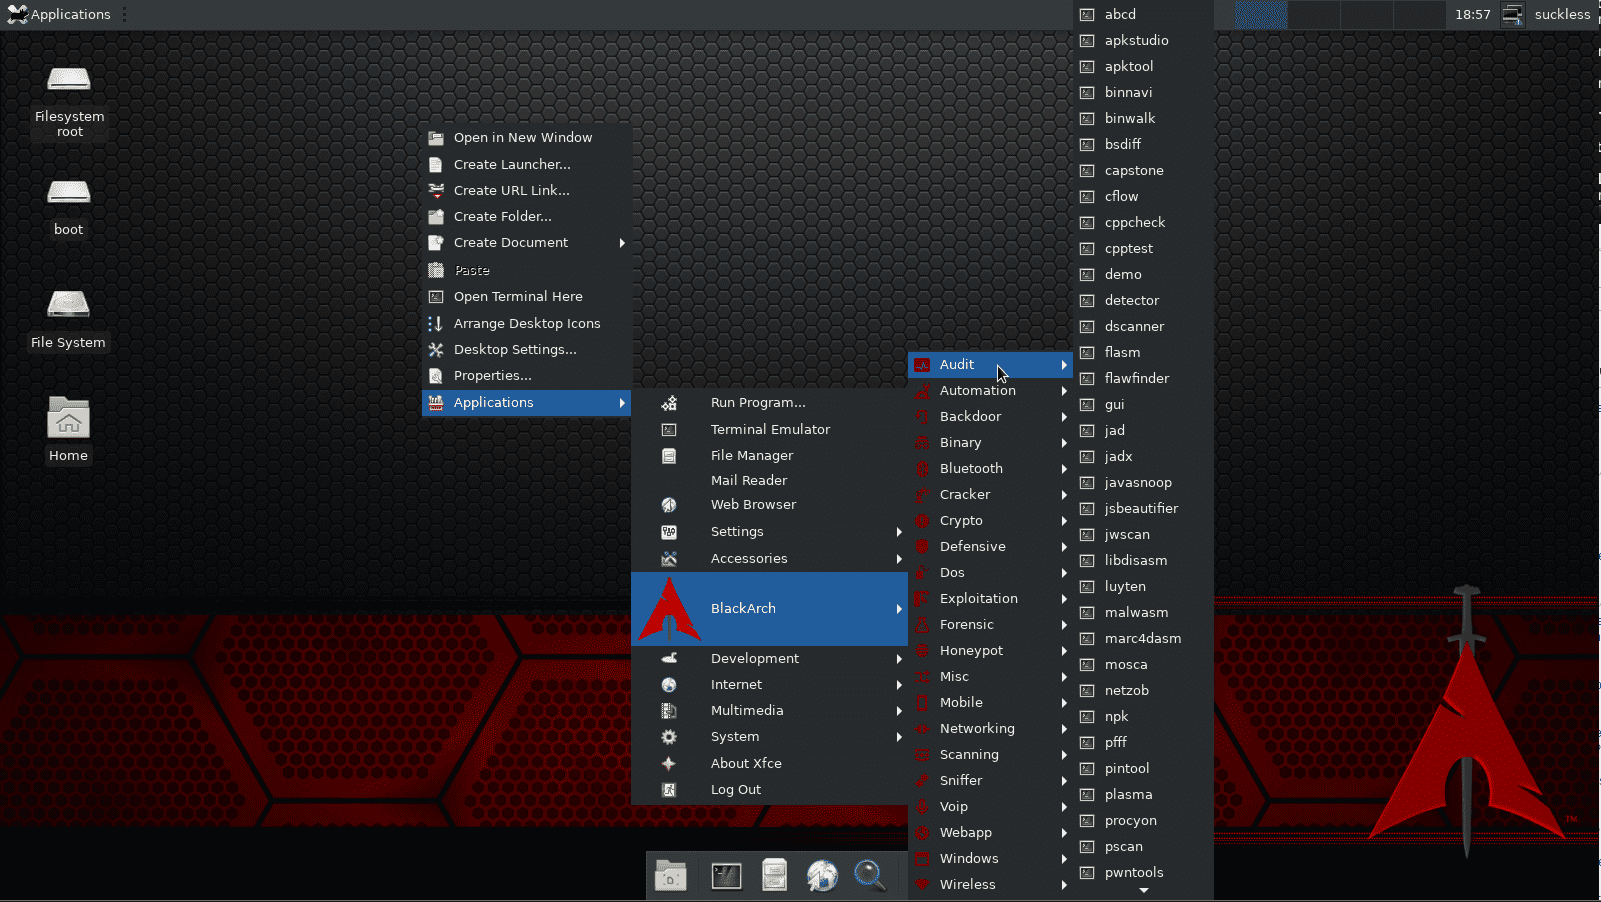 Applications
18:57
suckless
Filesystem
root
boot
File System
Home
Open in New Window
Create Launcher...
Create URL Link...
Create Folder...
Create Document
Paste
Open Terminal Here
Arrange Desktop Icons
Desktop Settings...
Properties...
Applications
Run Program...
Terminal Emulator
File Manager
Mail Reader
Web Browser
Settings
Accessories
BlackArch
Development
Internet
Multimedia
System
About Xfce
Log Out
Audit
Automation
Backdoor
Binary
Bluetooth
Cracker
Crypto
Defensive
Dos
Exploitation
Forensic
Honeypot
Misc
Mobile
Networking
Scanning
Sniffer
Voip
Webapp
Windows
Wireless
abcd
apkstudio
apktool
binnavi
binwalk
bsdiff
capstone
cflow
cppcheck
cpptest
demo
detector
dscanner
flasm
flawfinder
gui
jad
jadx
javasnoop
jsbeautifier
jwscan
libdisasm
luyten
malwasm
marc4dasm
mosca
netzob
npk
pfff
pintool
plasma
procyon
pscan
pwntools
TM